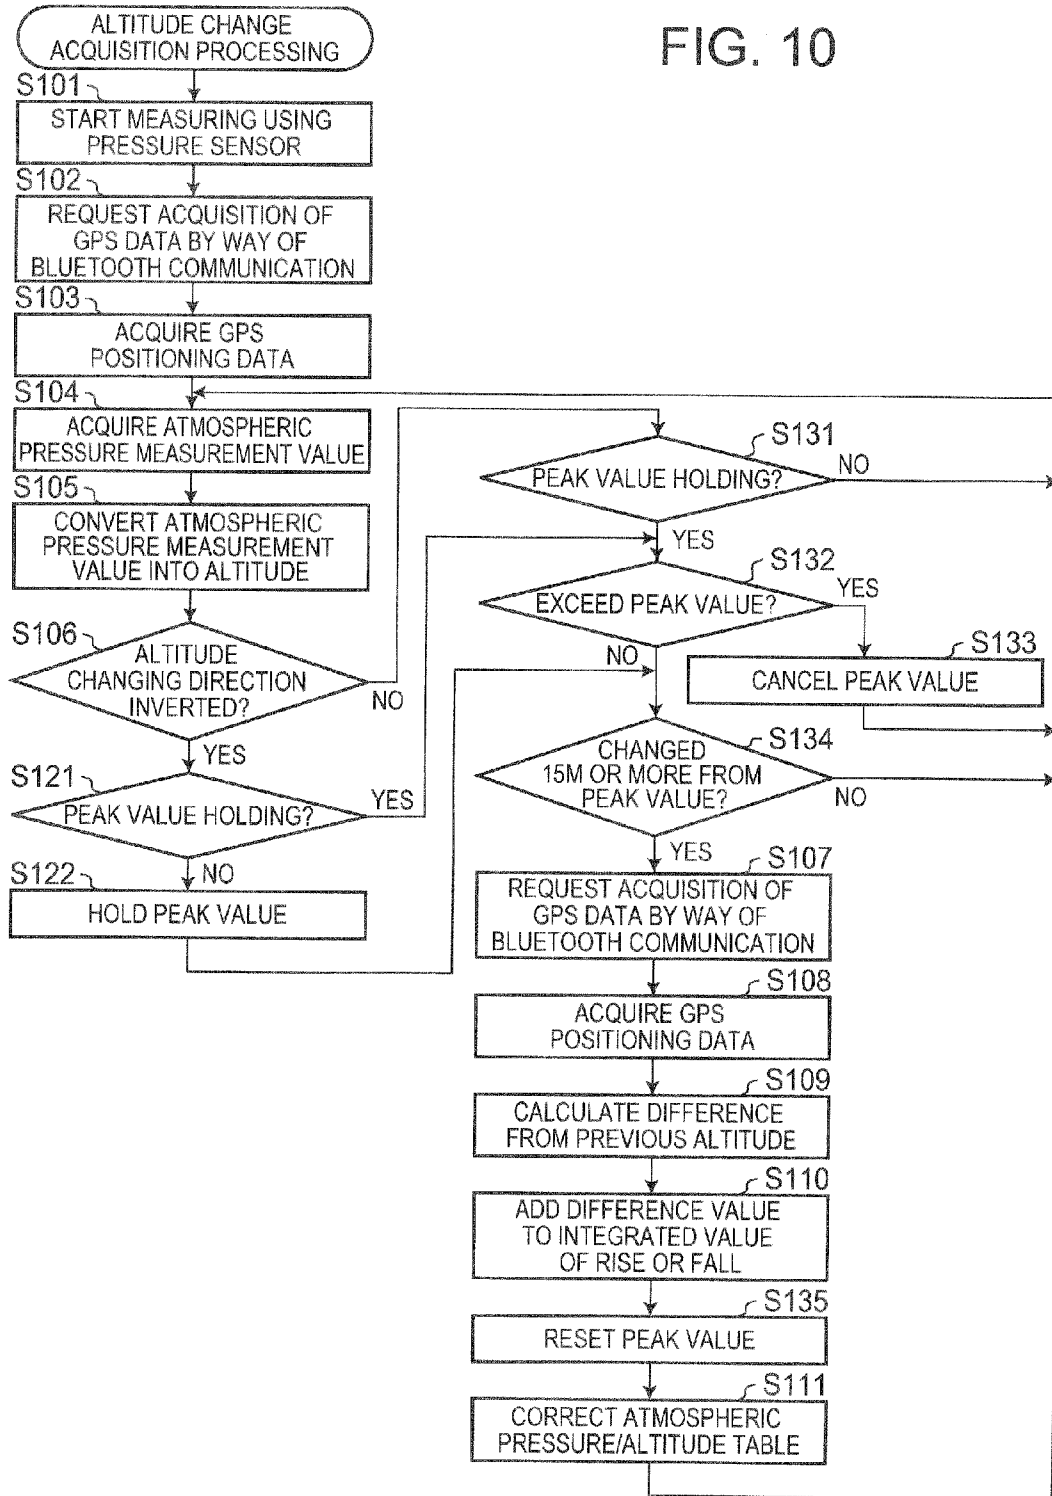 ALTITUDE CHANGE
ACQUISITION PROCESSING
FIG. 10
S101
START MEASURING USING
PRESSURE SENSOR
S102
REQUEST ACQUISITION OF
GPS DATA BY WAY OF
BLUETOOTH COMMUNICATION
S103
ACQUIRE GPS
POSITIONING DATA
S104
ACQUIRE ATMOSPHERIC
PRESSURE MEASUREMENT VALUE
S105
CONVERT ATMOSPHERIC
PRESSURE MEASUREMENT
VALUE INTO ALTITUDE
S106
ALTITUDE
CHANGING DIRECTION
INVERTED?
NO
YES
S121
PEAK VALUE HOLDING?
YES
NO
S122
HOLD PEAK VALUE
S131
PEAK VALUE HOLDING?
NO
YES
S132
EXCEED PEAK VALUE?
YES
NO
S133
CANCEL PEAK VALUE
S134
CHANGED
15M OR MORE FROM
PEAK VALUE?
NO
YES
S107
REQUEST ACQUISITION OF
GPS DATA BY WAY OF
BLUETOOTH COMMUNICATION
S108
ACQUIRE GPS
POSITIONING DATA
S109
CALCULATE DIFFERENCE
FROM PREVIOUS ALTITUDE
S110
ADD DIFFERENCE VALUE
TO INTEGRATED VALUE
OF RISE OR FALL
S135
RESET PEAK VALUE
S111
CORRECT ATMOSPHERIC
PRESSURE/ALTITUDE TABLE